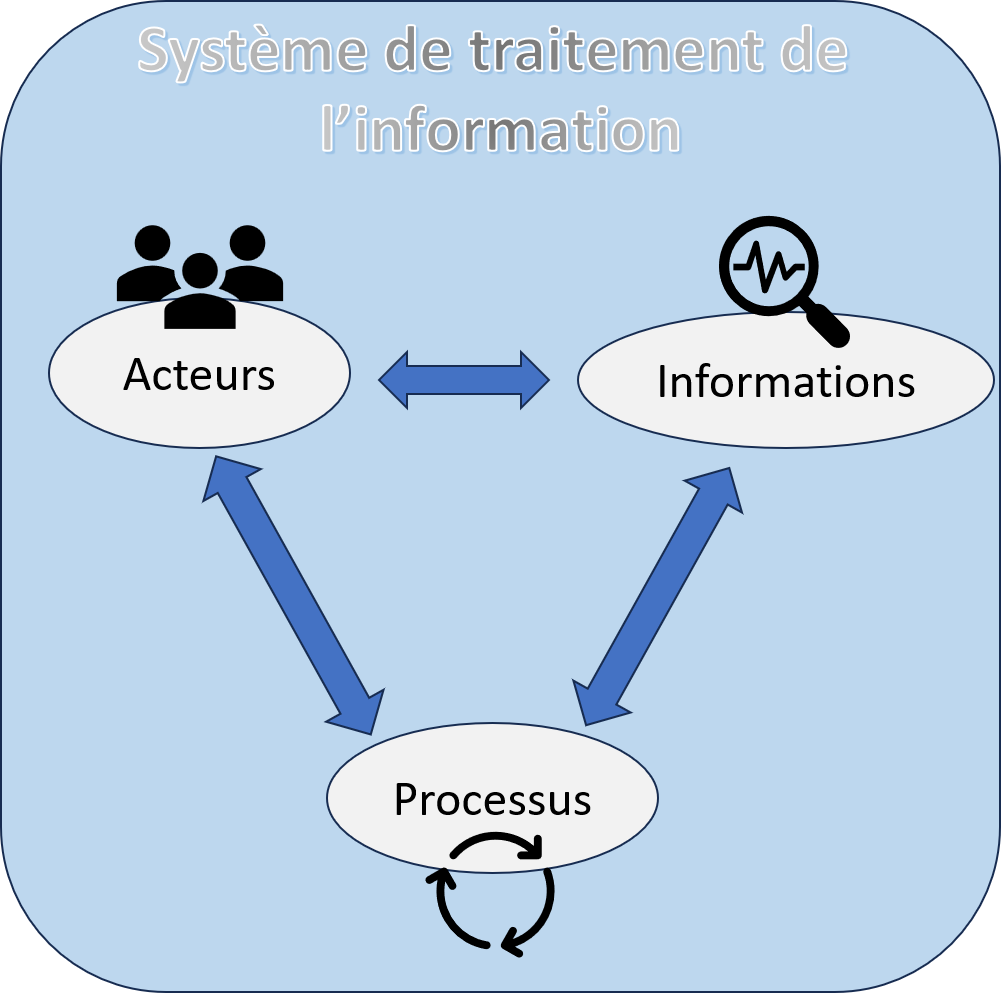 Système de traitement de
l’information
Acteurs
Informations
Processus